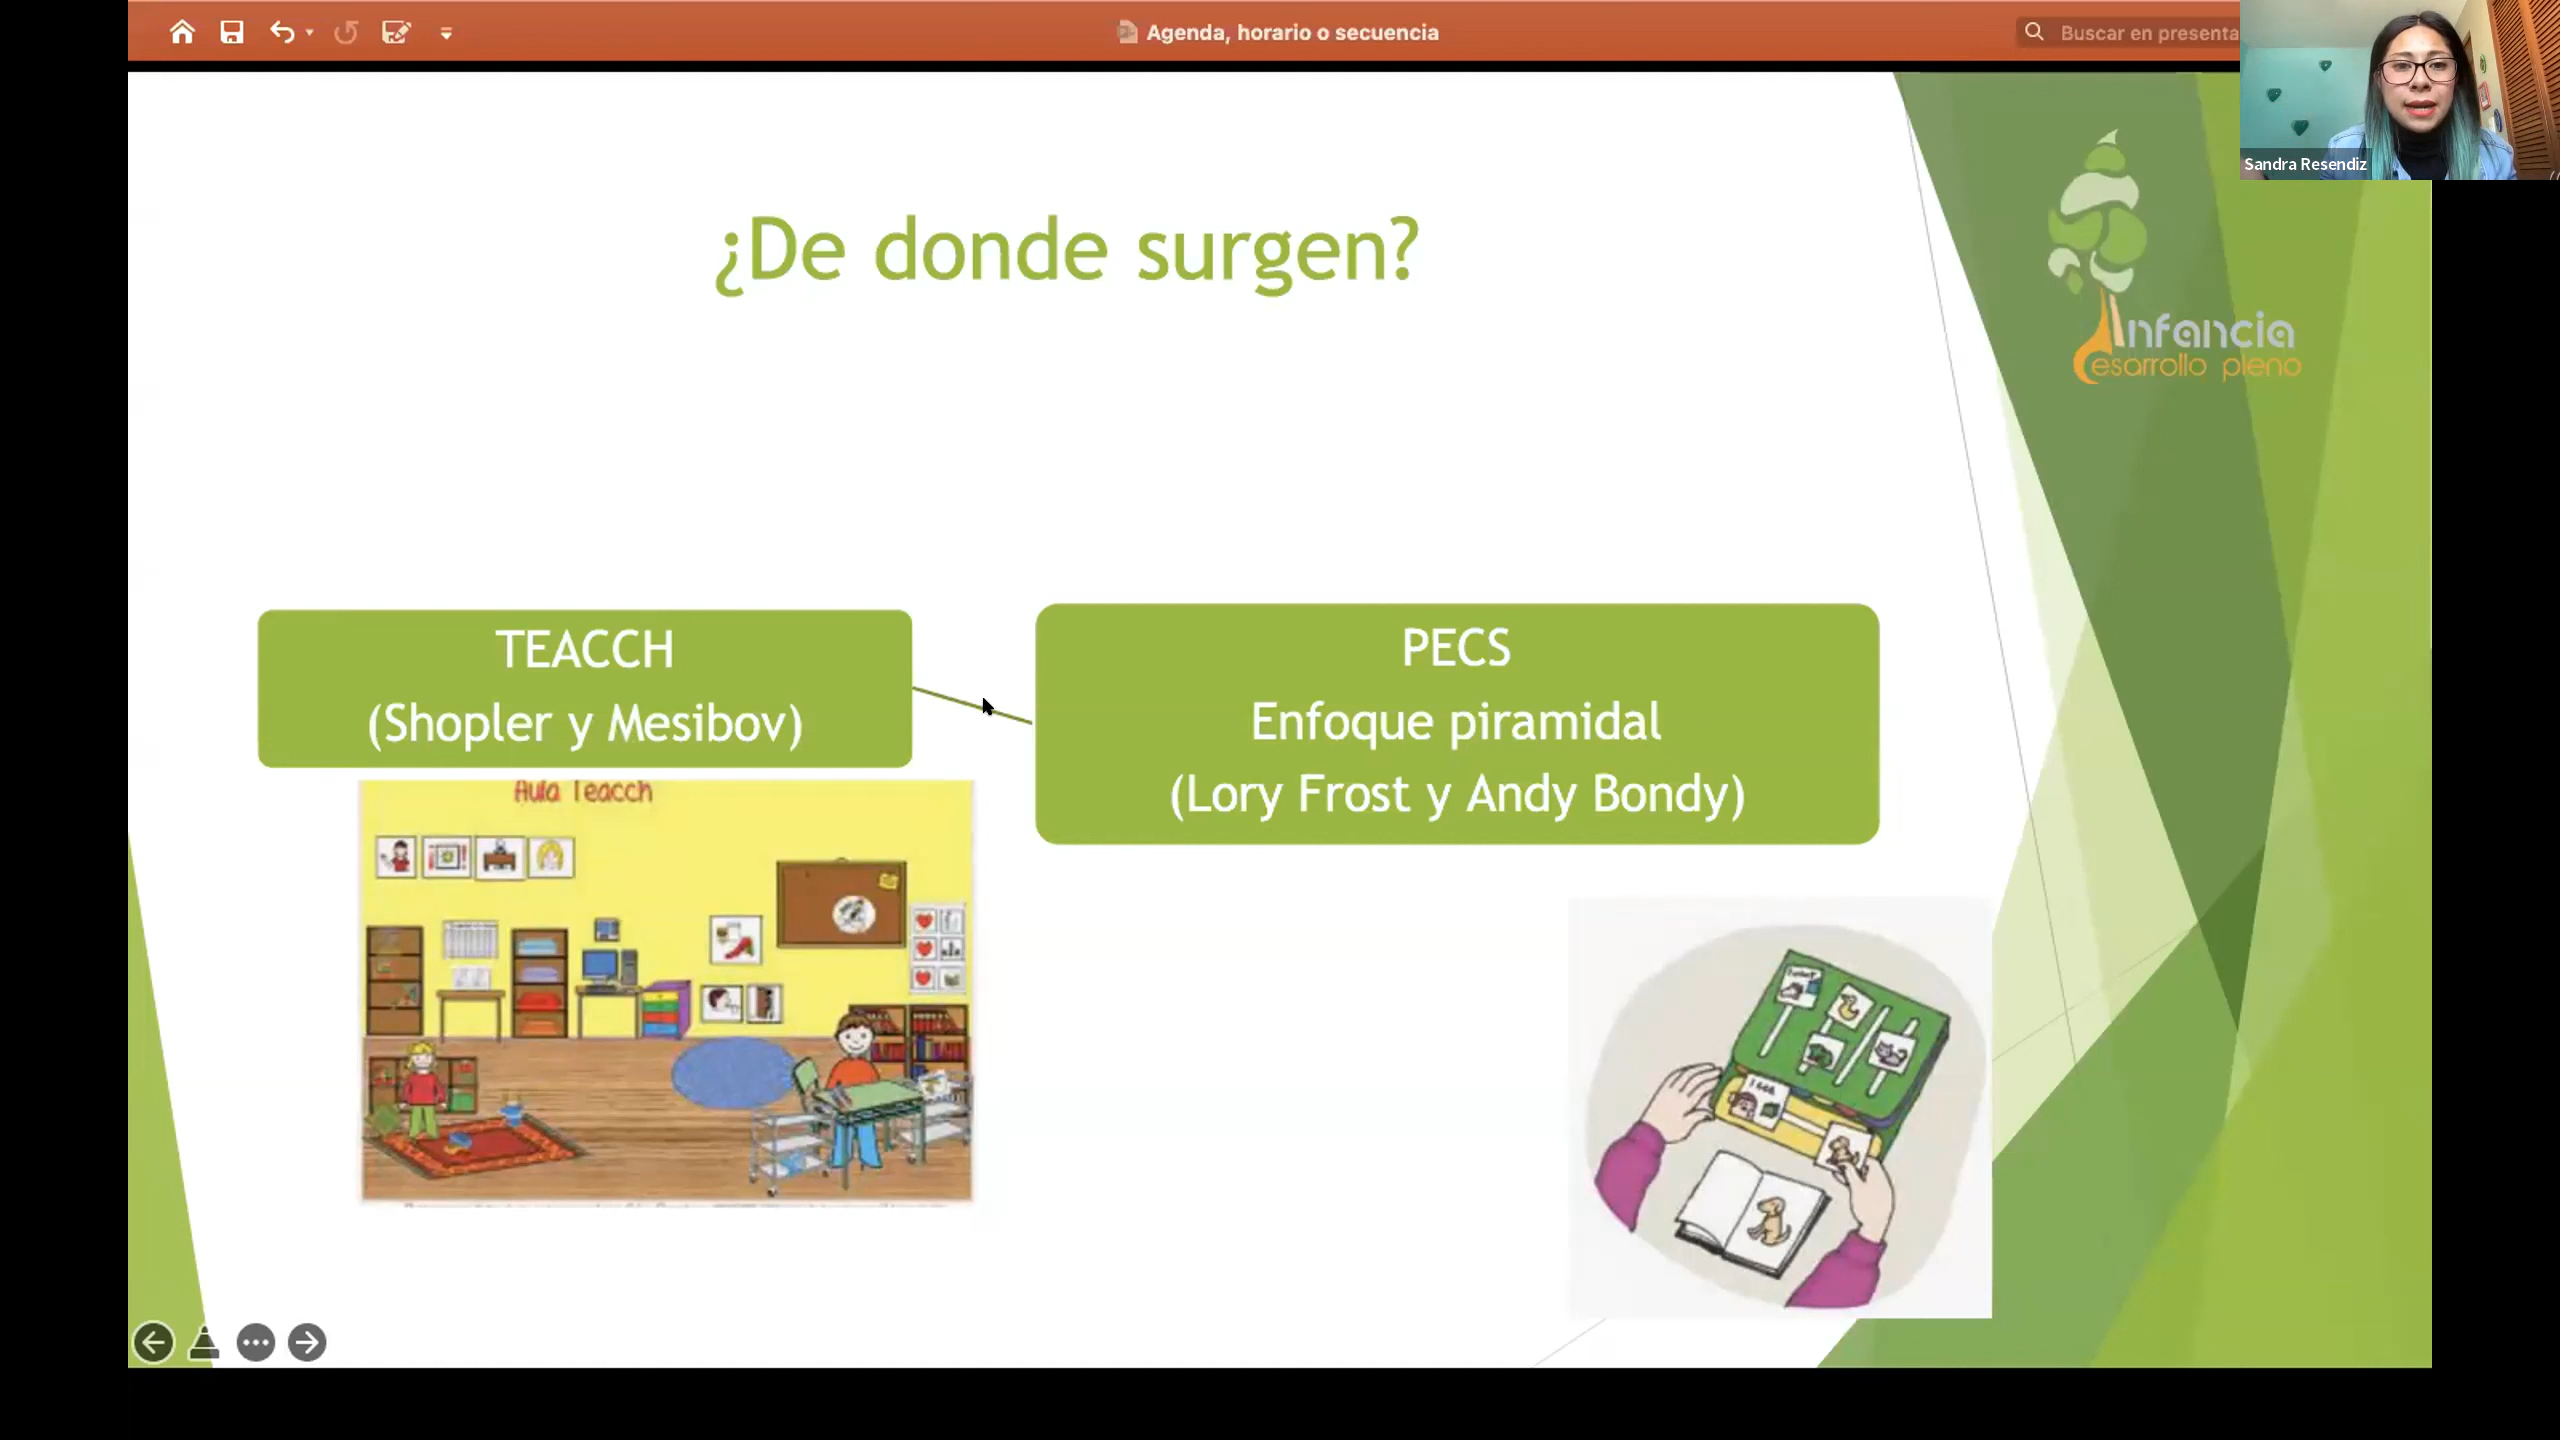 Agenda, horario o secuencia
Buscar en presenta
Sandra Resendiz
¿De donde surgen?
Infancia
Desarrollo pleno
TEACCH
(Shopler y Mesibov)
PECS
Enfoque piramidal
(Lory Frost y Andy Bondy)
Aula Teacch